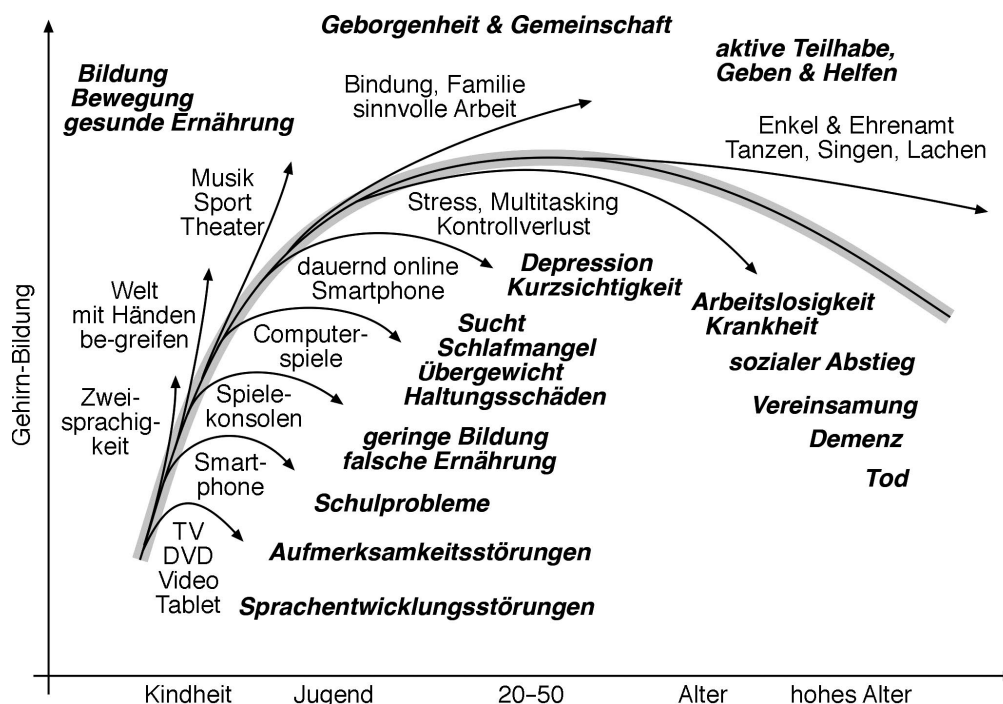 Geborgenheit & Gemeinschaft
aktive Teilhabe,
Geben & Helfen
Bildung
Bewegung
gesunde Ernährung
Bindung, Familie
sinnvolle Arbeit
Enkel & Ehrenamt
Tanzen, Singen, Lachen
Musik
Sport
Theater
Stress, Multitasking
Kontrollverlust
dauernd online
Smartphone
Depression
Kurzsichtigkeit
Arbeitslosigkeit
Krankheit
Welt
mit Händen
be-greifen
Computer-
spiele
Sucht
Schlafmangel
Übergewicht
Haltungsschäden
sozialer Abstieg
Zwei-
sprachig-
keit
Spiele-
konsolen
Vereinsamung
geringe Bildung
falsche Ernährung
Demenz
Smart-
phone
Tod
Schulprobleme
TV
DVD
Video
Tablet
Aufmerksamkeitsstörungen
Sprachentwicklungsstörungen
Gehirn-Bildung
Kindheit Jugend 20–50 Alter hohes Alter